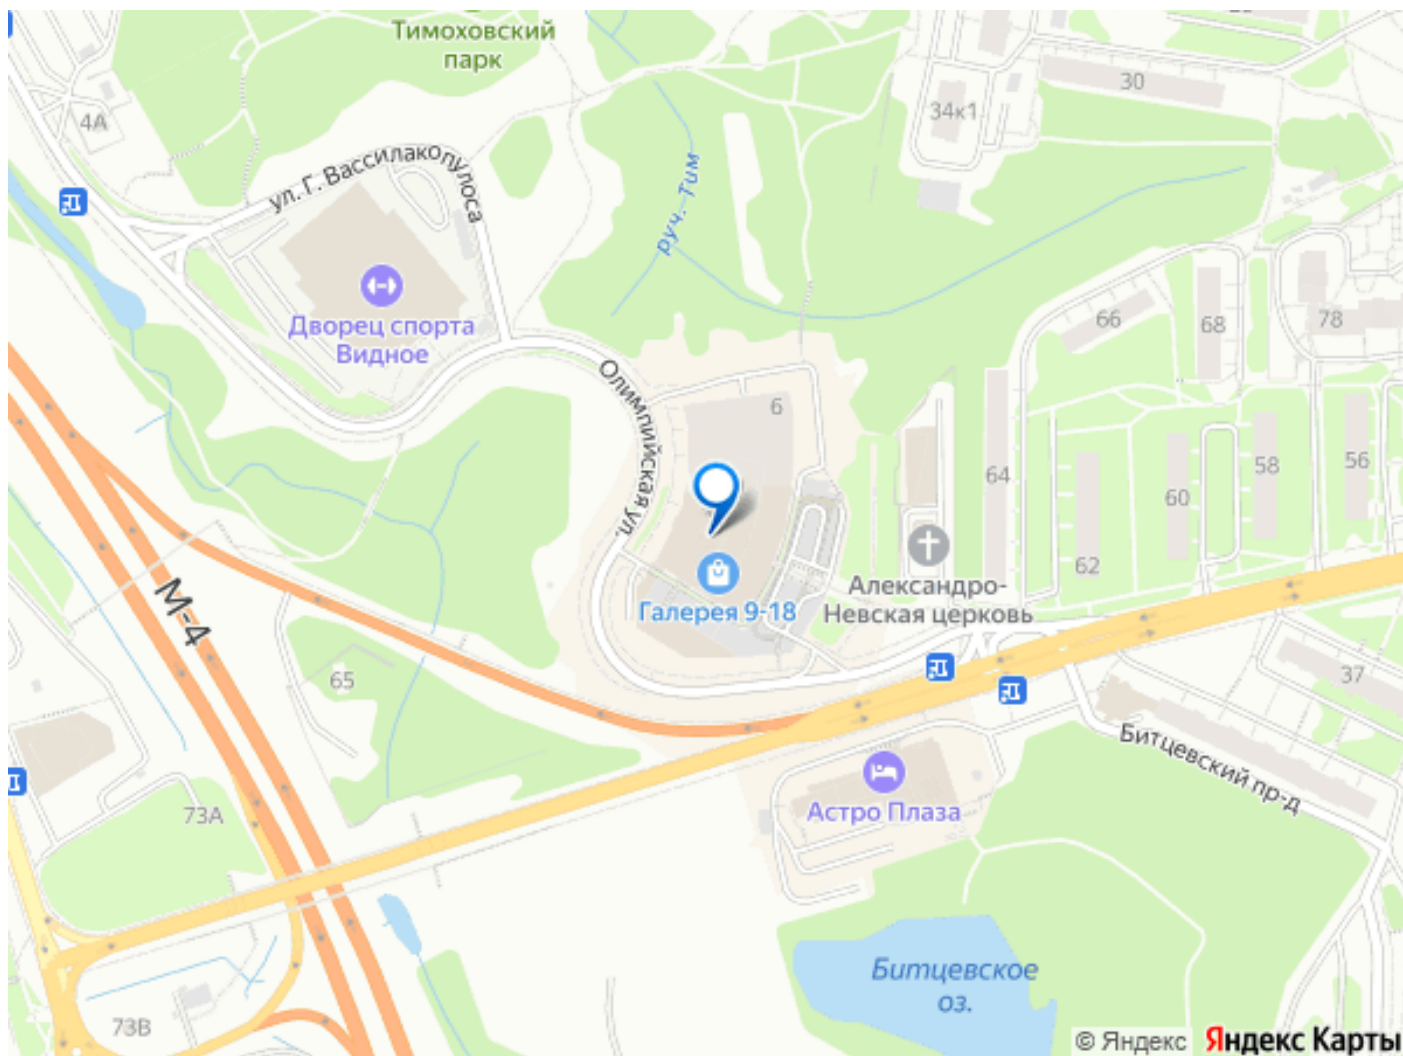 Тимоховский
парк
30
34к1
4А
ул. Г. Вассилакопулоса
руч. Тим
Дворец спорта
Видное
66
68
78
Олимпийская ул.
6
64
62
60
58
56
Галерея 9-18
Александро-
Невская церковь
М-4
65
37
Битцевский пр-д
73А
Астро Плаза
Битцевское
оз.
73В
© Яндекс Яндекс Карты